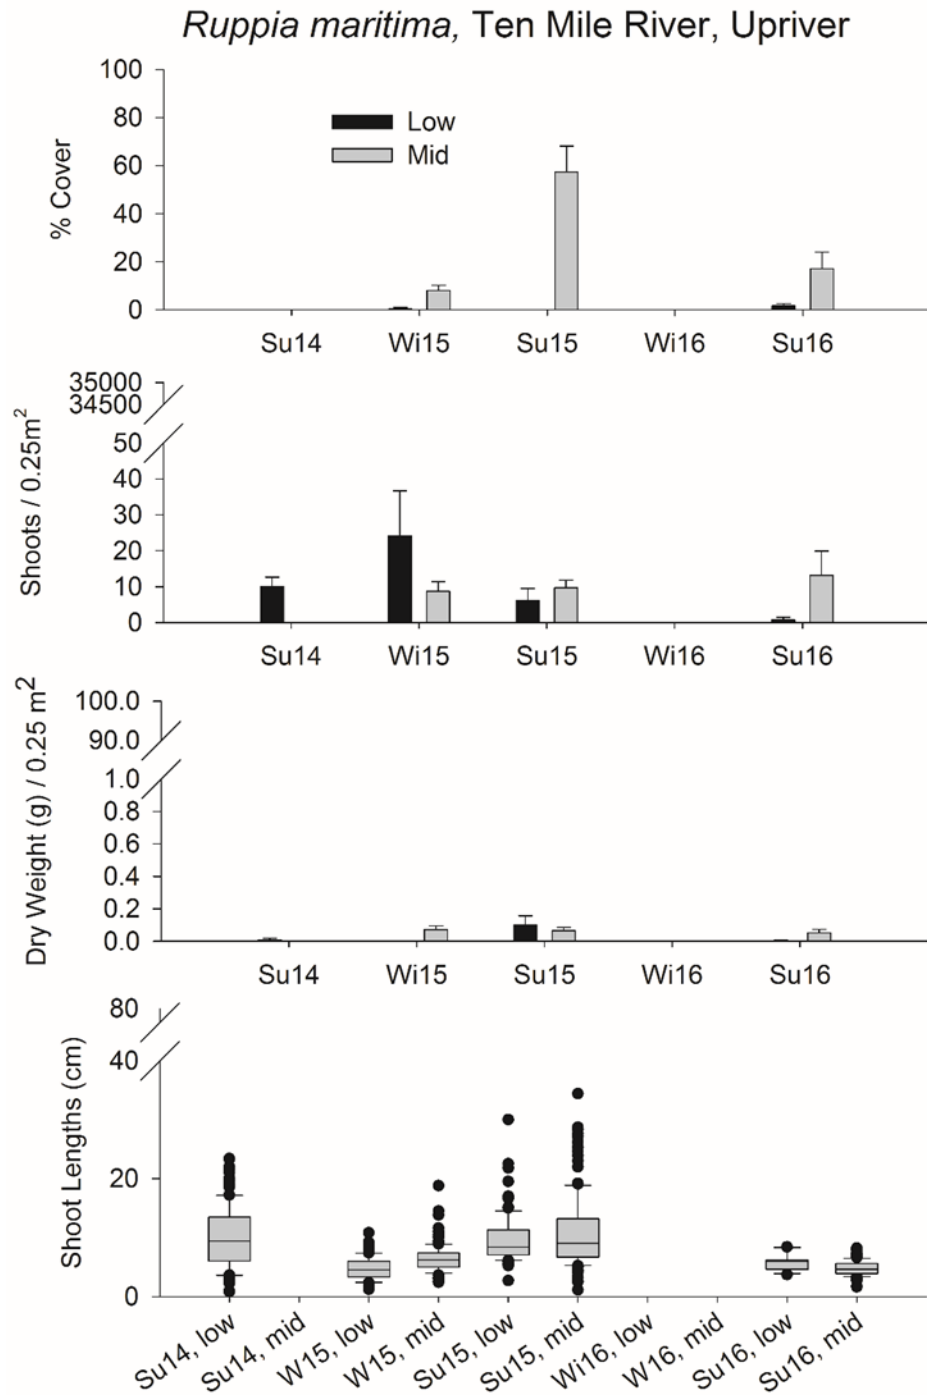 Ruppia maritima, Ten Mile River, Upriver
% Cover
100
80
60
40
20
0
Low
Mid
Su14 Wi15 Su15 Wi16 Su16
Shoots / 0.25m²
35000
34500
50
40
30
20
10
0
Su14 Wi15 Su15 Wi16 Su16
Dry Weight (g) / 0.25 m²
100.0
90.0
1.0
0.8
0.6
0.4
0.2
0.0
Su14 Wi15 Su15 Wi16 Su16
Shoot Lengths (cm)
80
40
20
0
Su14, low
Su14, mid
W15, low
W15, mid
Su15, low
Su15, mid
Wi16, low
W16, mid
Su16, low
Su16, mid